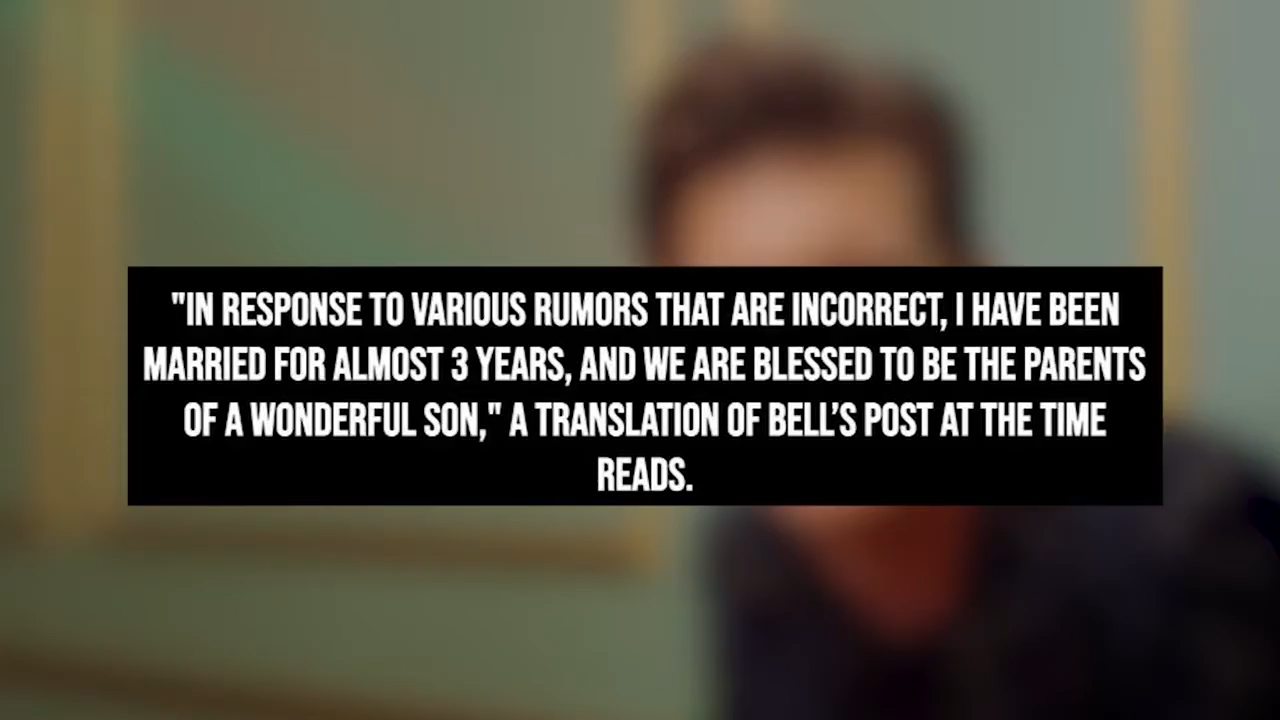 "IN RESPONSE TO VARIOUS RUMORS THAT ARE INCORRECT, I HAVE BEEN
MARRIED FOR ALMOST 3 YEARS, AND WE ARE BLESSED TO BE THE PARENTS
OF A WONDERFUL SON," A TRANSLATION OF BELL’S POST AT THE TIME
READS.